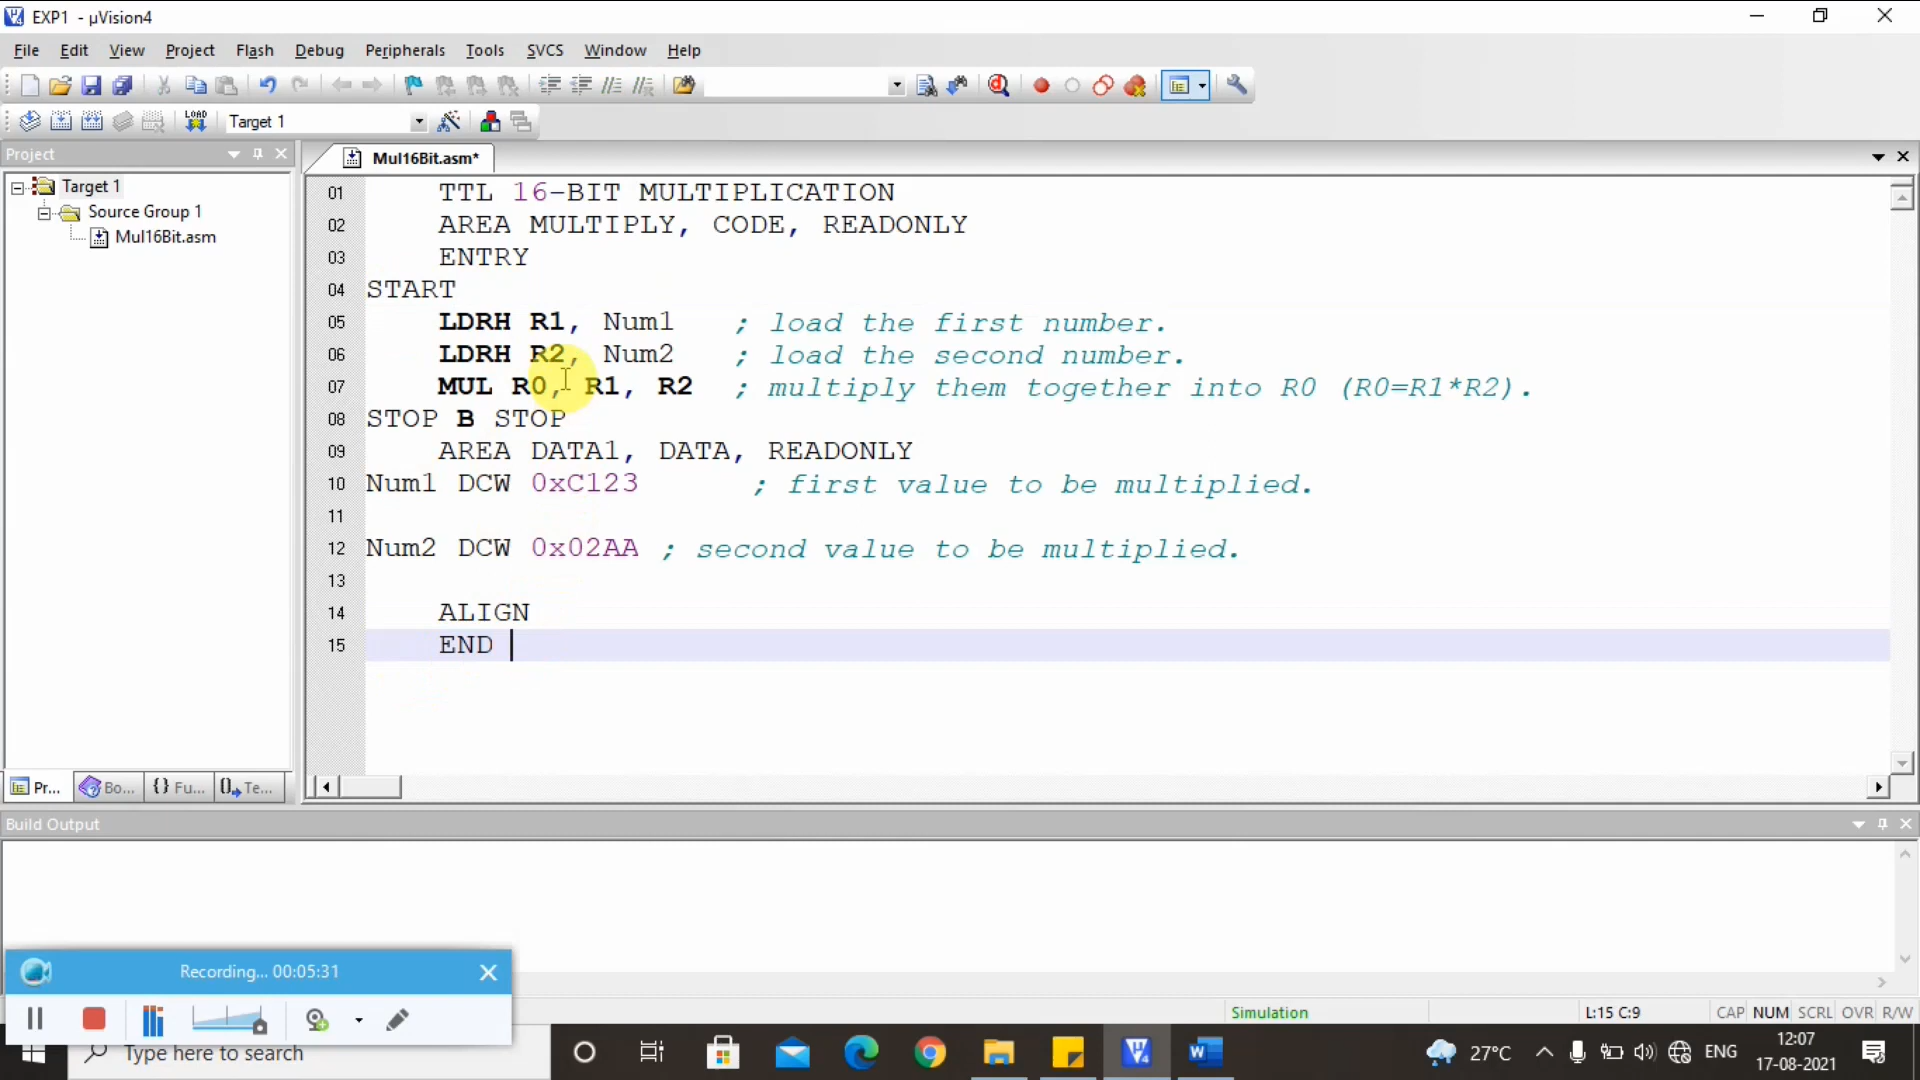 EXP1 - µVision4
File Edit View Project Flash Debug Peripherals Tools SVCS Window Help
LOAD Target 1
Project
Mul16Bit.asm*
Target 1
Source Group 1
Mul16Bit.asm
01 TTL 16-BIT MULTIPLICATION
02 AREA MULTIPLY, CODE, READONLY
03 ENTRY
04 START
05 LDRH R1, Num1 ; load the first number.
06 LDRH R2, Num2 ; load the second number.
07 MUL R0, R1, R2 ; multiply them together into R0 (R0=R1*R2).
08 STOP B STOP
09 AREA DATA1, DATA, READONLY
10 Num1 DCW 0xC123 ; first value to be multiplied.
11
12 Num2 DCW 0x02AA ; second value to be multiplied.
13
14 ALIGN
15 END
Pr... Bo... {} Fu... Te...
Build Output
Recording... 00:05:31
Simulation L:15 C:9 CAP NUM SCRL OVR R/W
Type here to search
27°C ENG
12:07
17-08-2021